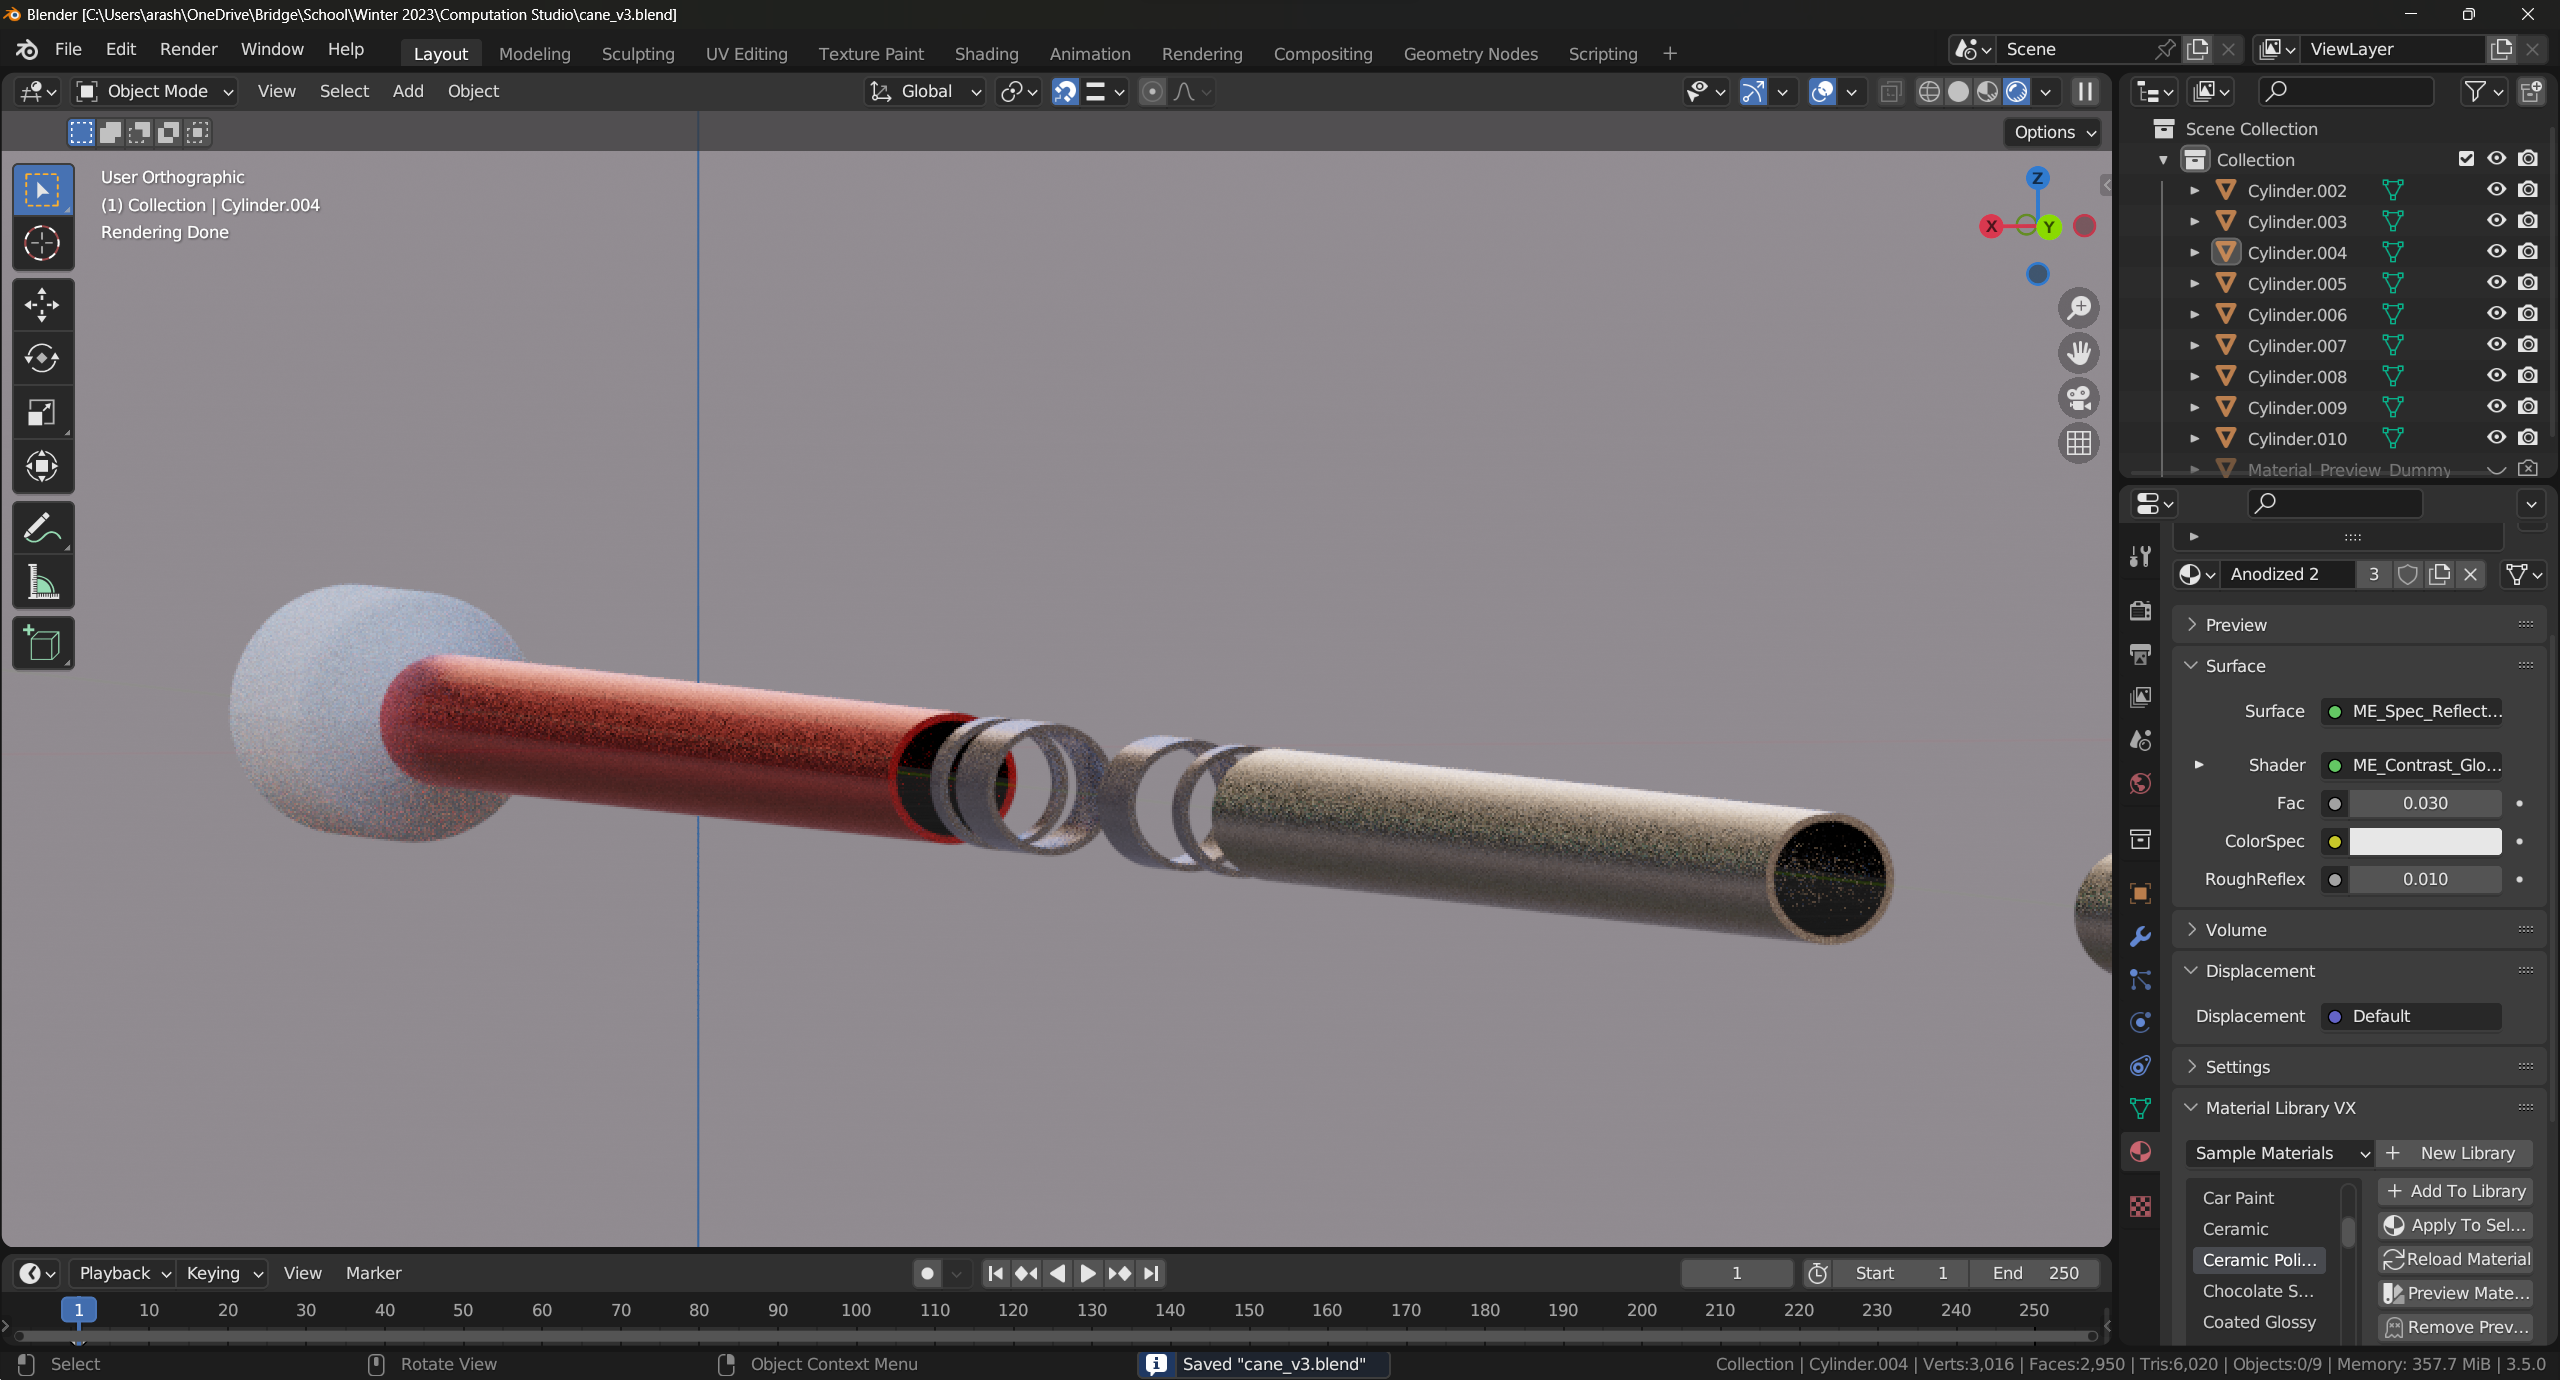 Blender [C:\Users\arash\OneDrive\Bridge\School\Winter 2023\Computation Studio\cane_v3.blend]
File Edit Render Window Help Layout Modeling Sculpting UV Editing Texture Paint Shading Animation Rendering Compositing Geometry Nodes Scripting + Scene ViewLayer
Object Mode View Select Add Object Global
Options
User Orthographic
(1) Collection | Cylinder.004
Rendering Done
Z
X Y
Scene Collection
Collection
Cylinder.002
Cylinder.003
Cylinder.004
Cylinder.005
Cylinder.006
Cylinder.007
Cylinder.008
Cylinder.009
Cylinder.010
Material Preview Dummy
Anodized 2 3
Preview
Surface
Surface ME_Spec_Reflect...
Shader ME_Contrast_Glo...
Fac 0.030
ColorSpec
RoughReflex 0.010
Volume
Displacement
Displacement Default
Settings
Material Library VX
Sample Materials + New Library
Car Paint
Ceramic
Ceramic Poli...
Chocolate S...
Coated Glossy
+ Add To Library
Apply To Sel...
Reload Material
Preview Mate...
Remove Prev...
Playback Keying View Marker 1 Start 1 End 250
1 10 20 30 40 50 60 70 80 90 100 110 120 130 140 150 160 170 180 190 200 210 220 230 240 250
Select Rotate View Object Context Menu Saved "cane_v3.blend" Collection | Cylinder.004 | Verts:3,016 | Faces:2,950 | Tris:6,020 | Objects:0/9 | Memory: 357.7 MiB | 3.5.0